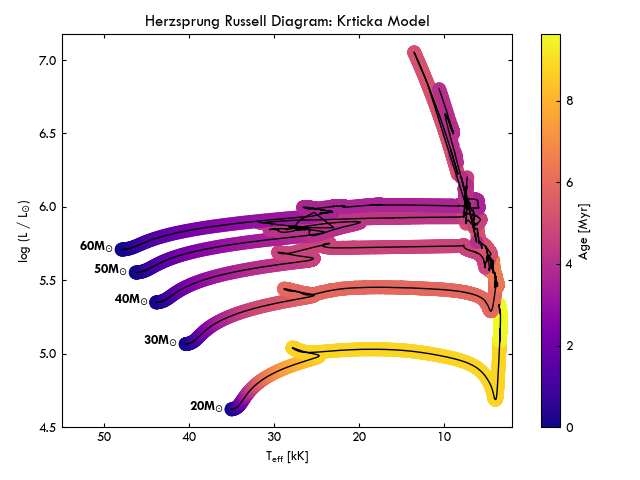 Herzsprung Russell Diagram: Krticka Model
7.0
6.5
6.0
5.5
5.0
4.5
log (L / L☉)
60M☉
50M☉
40M☉
30M☉
20M☉
50
40
30
20
10
T_eff [kK]
8
6
4
2
0
Age [Myr]